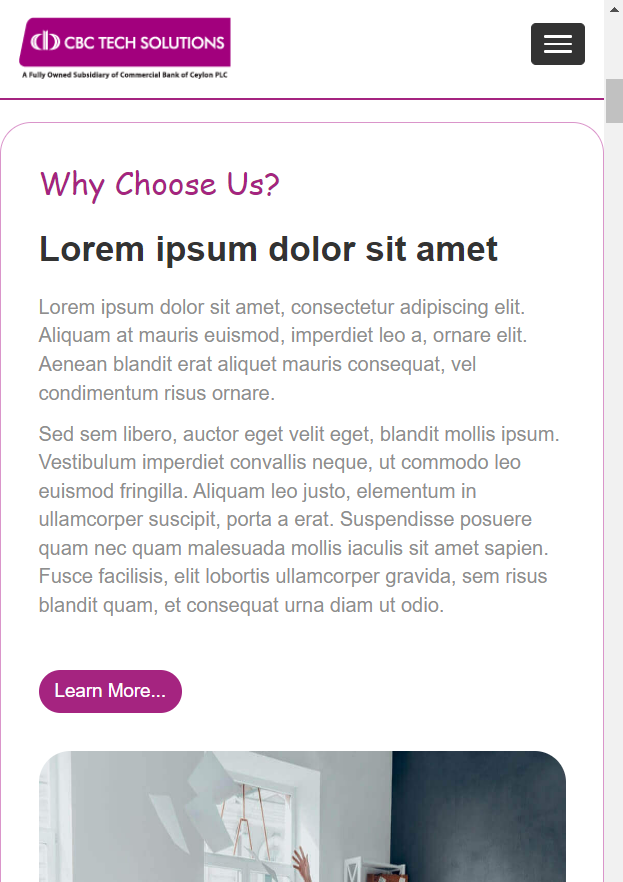 CBC TECH SOLUTIONS
A Fully Owned Subsidiary of Commercial Bank of Ceylon PLC
Why Choose Us?
Lorem ipsum dolor sit amet
Lorem ipsum dolor sit amet, consectetur adipiscing elit.
Aliquam at mauris euismod, imperdiet leo a, ornare elit.
Aenean blandit erat aliquet mauris consequat, vel
condimentum risus ornare.
Sed sem libero, auctor eget velit eget, blandit mollis ipsum.
Vestibulum imperdiet convallis neque, ut commodo leo
euismod fringilla. Aliquam leo justo, elementum in
ullamcorper suscipit, porta a erat. Suspendisse posuere
quam nec quam malesuada mollis iaculis sit amet sapien.
Fusce facilisis, elit lobortis ullamcorper gravida, sem risus
blandit quam, et consequat urna diam ut odio.
Learn More...